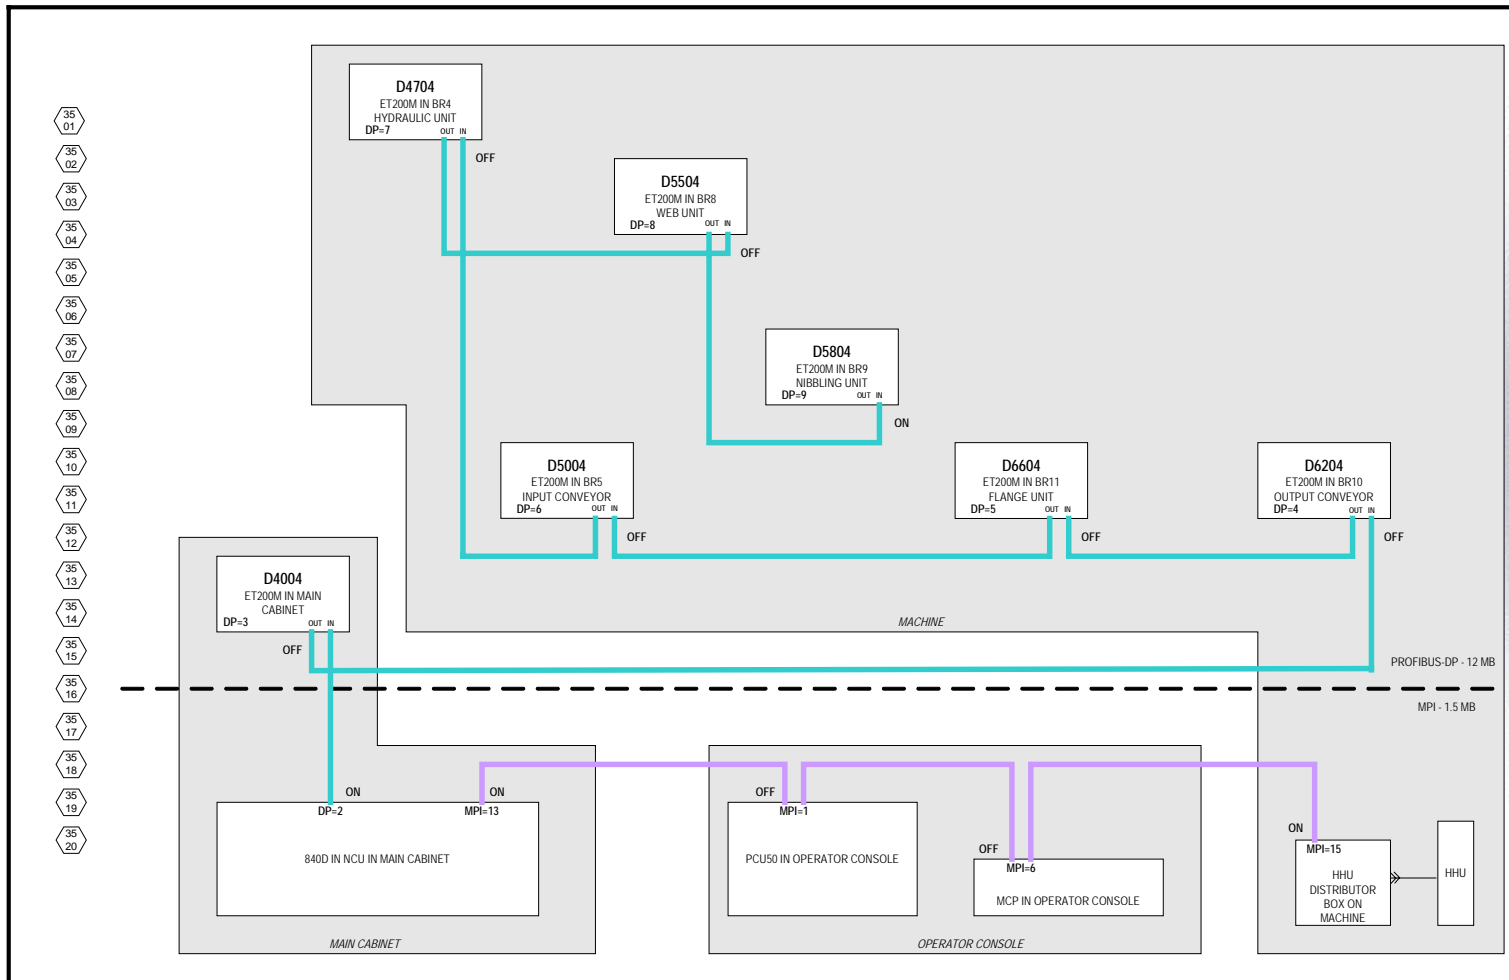 35
01
35
02
35
03
35
04
35
05
35
06
35
07
35
08
35
09
35
10
35
11
35
12
35
13
35
14
35
15
35
16
35
17
35
18
35
19
35
20
D4704
ET200M IN BR4
HYDRAULIC UNIT
DP=7
OUT IN
OFF
D5504
ET200M IN BR8
WEB UNIT
DP=8
OUT IN
OFF
D5804
ET200M IN BR9
NIBBLING UNIT
DP=9
OUT IN
ON
D5004
ET200M IN BR5
INPUT CONVEYOR
DP=6
OUT IN
OFF
D6604
ET200M IN BR11
FLANGE UNIT
DP=5
OUT IN
OFF
D6204
ET200M IN BR10
OUTPUT CONVEYOR
DP=4
OUT IN
OFF
D4004
ET200M IN MAIN
CABINET
DP=3
OUT IN
OFF
MACHINE
PROFIBUS-DP - 12 MB
MPI - 1.5 MB
ON
DP=2
ON
MPI=13
840D IN NCU IN MAIN CABINET
MAIN CABINET
OFF
MPI=1
PCU50 IN OPERATOR CONSOLE
OFF
MPI=6
MCP IN OPERATOR CONSOLE
OPERATOR CONSOLE
ON
MPI=15
HHU
DISTRIBUTOR
BOX ON
MACHINE
HHU